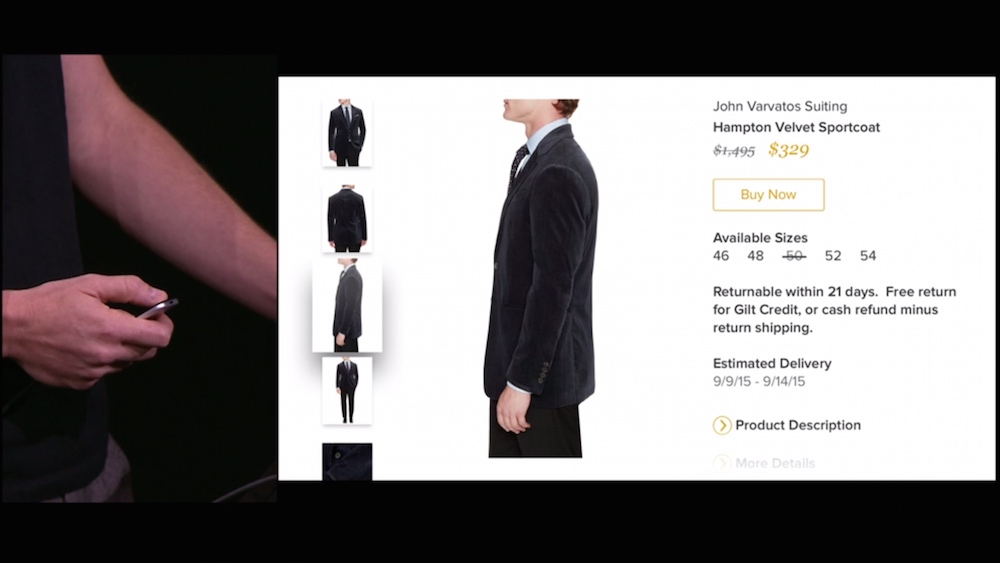 John Varvatos Suiting
Hampton Velvet Sportcoat
$1,495 $329
Buy Now
Available Sizes
46 48 50 52 54
Returnable within 21 days. Free return
for Gilt Credit, or cash refund minus
return shipping.
Estimated Delivery
9/9/15 - 9/14/15
Product Description
More Details